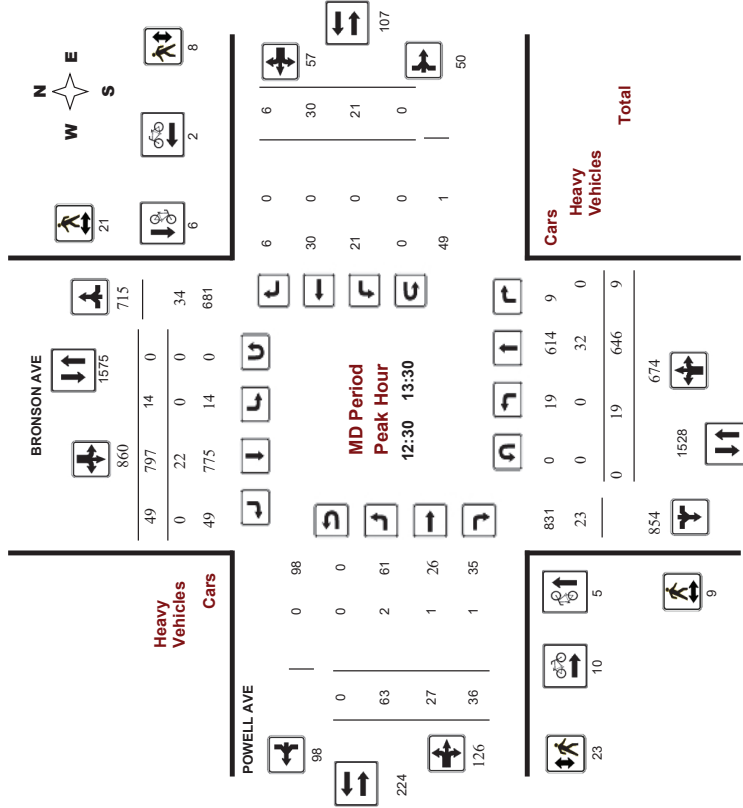 N
W E
S
8
2
21
6
BRONSON AVE
1575
860
715
49 797 14 0
0 22 0 0 34
49 775 14 0 681
Heavy
Vehicles
Cars
57
107
50
6 0 6
30 0 30
21 0 21
0 0 0
49 1
MD Period
Peak Hour
12:30 13:30
POWELL AVE
98
224
126
0 98
0 0 0
63 2 61
27 1 26
36 1 35
Cars
Heavy
Vehicles
Total
831 0 19 614 9
23 0 0 32 0
854 0 19 646 9
674
1528
5
10
9
23